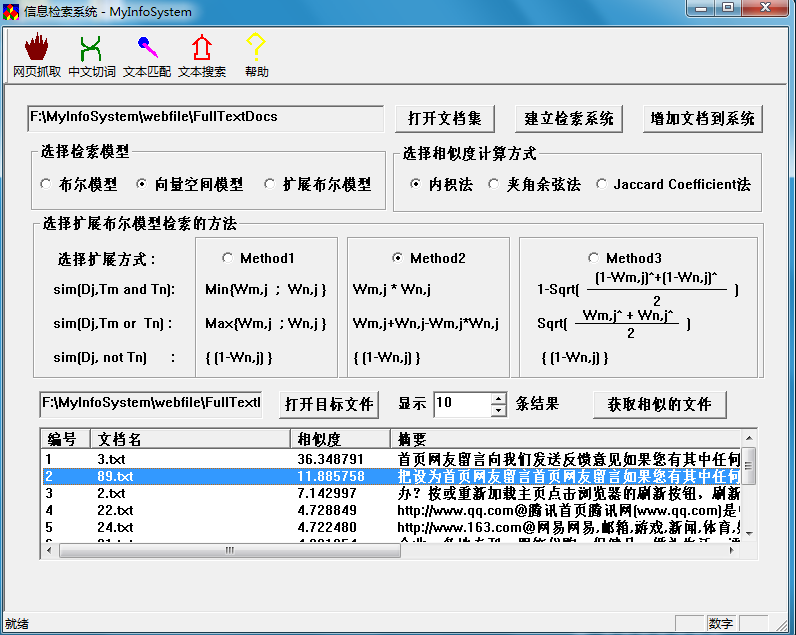 信息检索系统 - MyInfoSystem
网页抓取 中文切词 文本匹配 文本搜索 帮助
F:\MyInfoSystem\webfile\FullTextDocs 打开文档集 建立检索系统 增加文档到系统
选择检索模型 选择相似度计算方式
布尔模型 向量空间模型 扩展布尔模型 内积法 夹角余弦法 Jaccard Coefficient法
选择扩展布尔模型检索的方法
选择扩展方式： Method1 Method2 Method3
sim(Dj,Tm and Tn): Min{Wm,j ; Wn,j } Wm,j * Wn,j 1-Sqrt( (1-Wm,j)^+(1-Wn,j)^ )
2
sim(Dj,Tm or Tn) : Max{Wm,j ; Wn,j } Wm,j+Wn,j-Wm,j*Wn,j Sqrt( Wm,j^ + Wn,j^ )
2
sim(Dj, not Tn) : { (1-Wn,j) } { (1-Wn,j) } { (1-Wn,j) }
F:\MyInfoSystem\webfile\FullText 打开目标文件 显示 10 条结果 获取相似的文件
编号 文档名 相似度 摘要
1 3.txt 36.348791 首页网友留言向我们发送反馈意见如果您有其中任何
2 89.txt 11.885758 把设为首页网友留言首页网友留言如果您有其中任何
3 2.txt 7.142997 办？按或重新加载主页点击浏览器的刷新按钮，刷新
4 22.txt 4.728849 http://www.qq.com@腾讯首页腾讯网(www.qq.com)是
5 24.txt 4.722480 http://www.163.com@网易网易,邮箱,游戏,新闻,体育,
就绪 数字